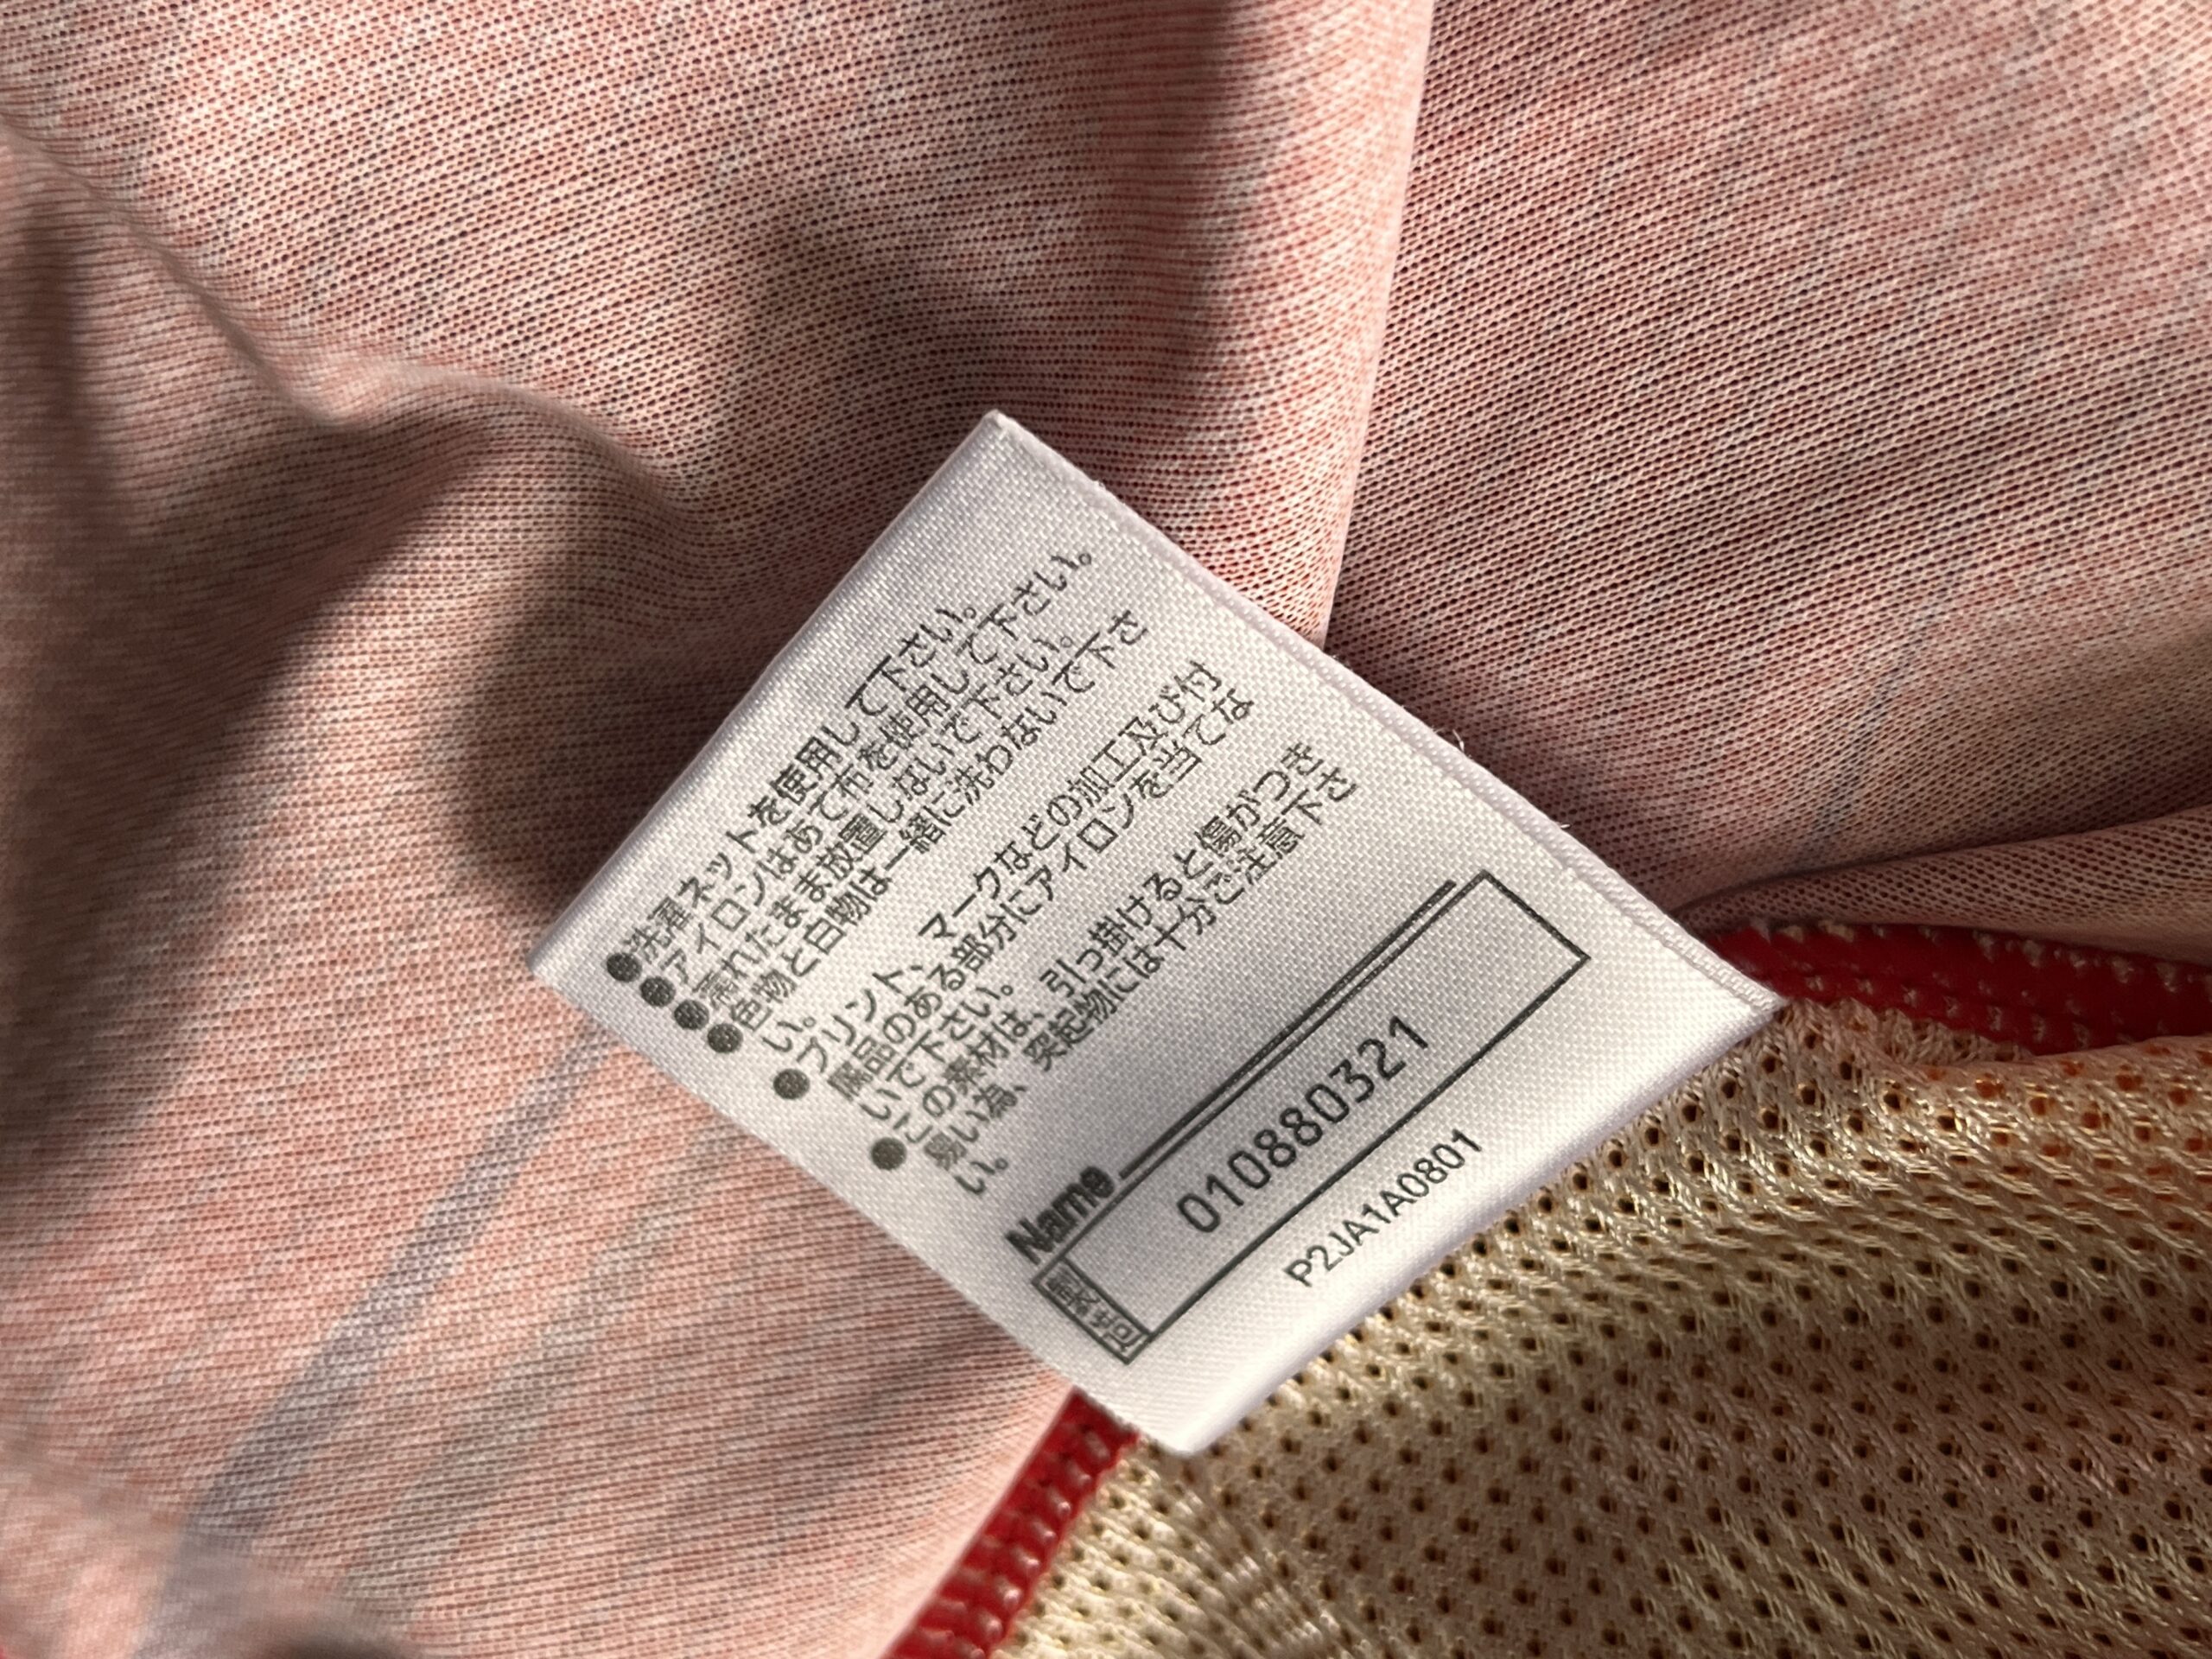 ●洗濯ネットを使用して下さい。
●アイロンはあて布を使用して下さい。
●濡れたまま放置しないで下さい。
●色物と白物は一緒に洗わないで下さ
い。
●プリント、マークなどの加工及び付
属品のある部分にアイロンを当てな
いで下さい。
●この素材は、引っ掛けると傷がつき
易い為、突起物には十分ご注意下さ
い。
Name
製造 010880321
P2JA1A0801